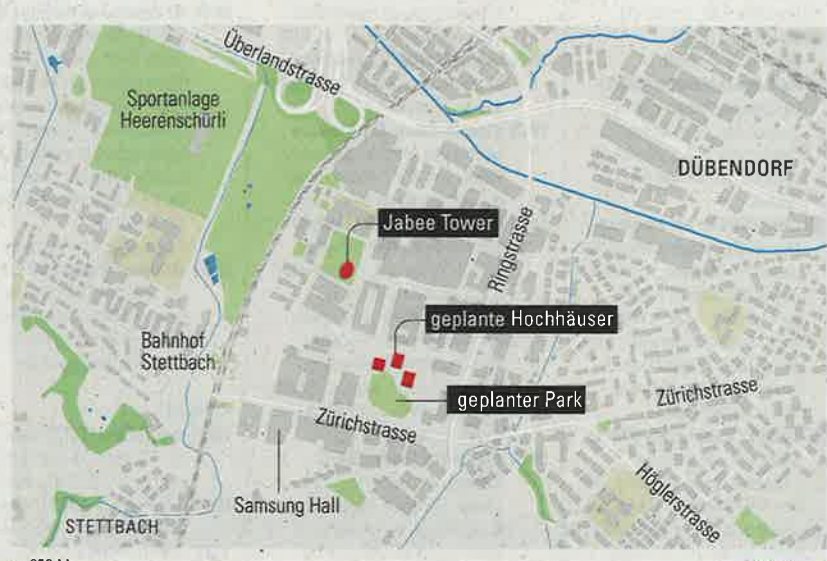 Überlandstrasse
Sportanlage
Heerenschürli
DÜBENDORF
Jabee Tower
Ringstrasse
geplante Hochhäuser
Bahnhof
Stettbach
geplanter Park
Zürichstrasse
Zürichstrasse
Höglerstrasse
Samsung Hall
STETTBACH